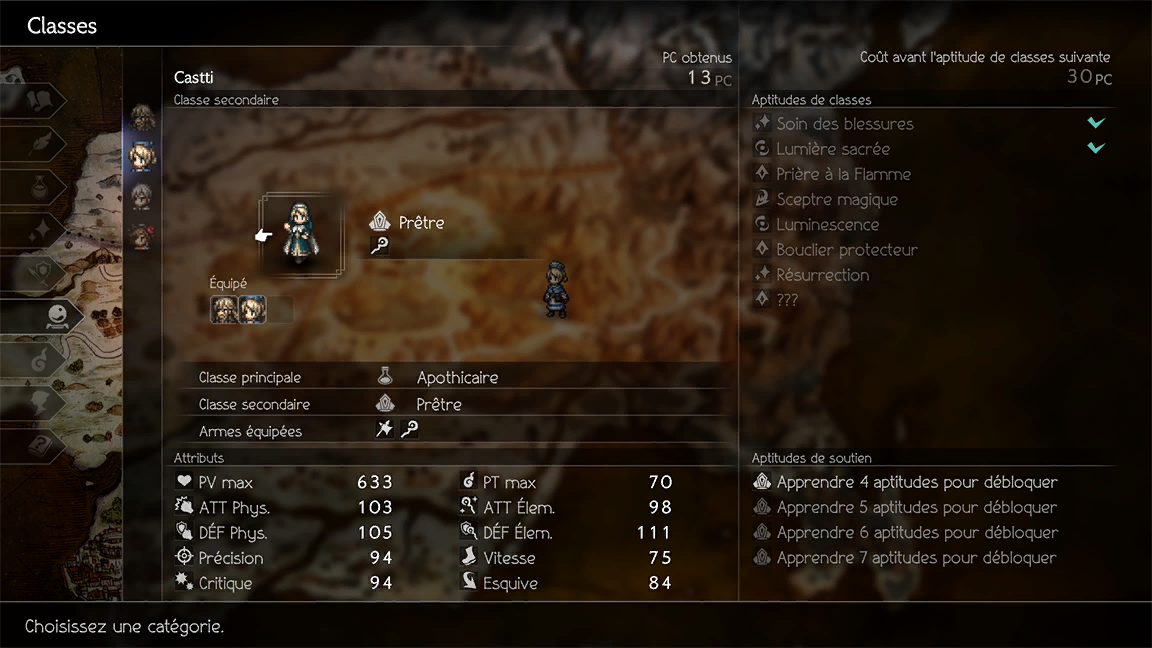 Classes
PC obtenus
13 PC
Coût avant l'aptitude de classes suivante
30 PC
Castti
Classe secondaire
Prêtre
Équipé
Classe principale Apothicaire
Classe secondaire Prêtre
Armes équipées
Attributs
PV max 633 PT max 70
ATT Phys. 103 ATT Élem. 98
DÉF Phys. 105 DÉF Élem. 111
Précision 94 Vitesse 75
Critique 94 Esquive 84
Aptitudes de classes
Soin des blessures
Lumière sacrée
Prière à la Flamme
Sceptre magique
Luminescence
Bouclier protecteur
Résurrection
???
Aptitudes de soutien
Apprendre 4 aptitudes pour débloquer
Apprendre 5 aptitudes pour débloquer
Apprendre 6 aptitudes pour débloquer
Apprendre 7 aptitudes pour débloquer
Choisissez une catégorie.